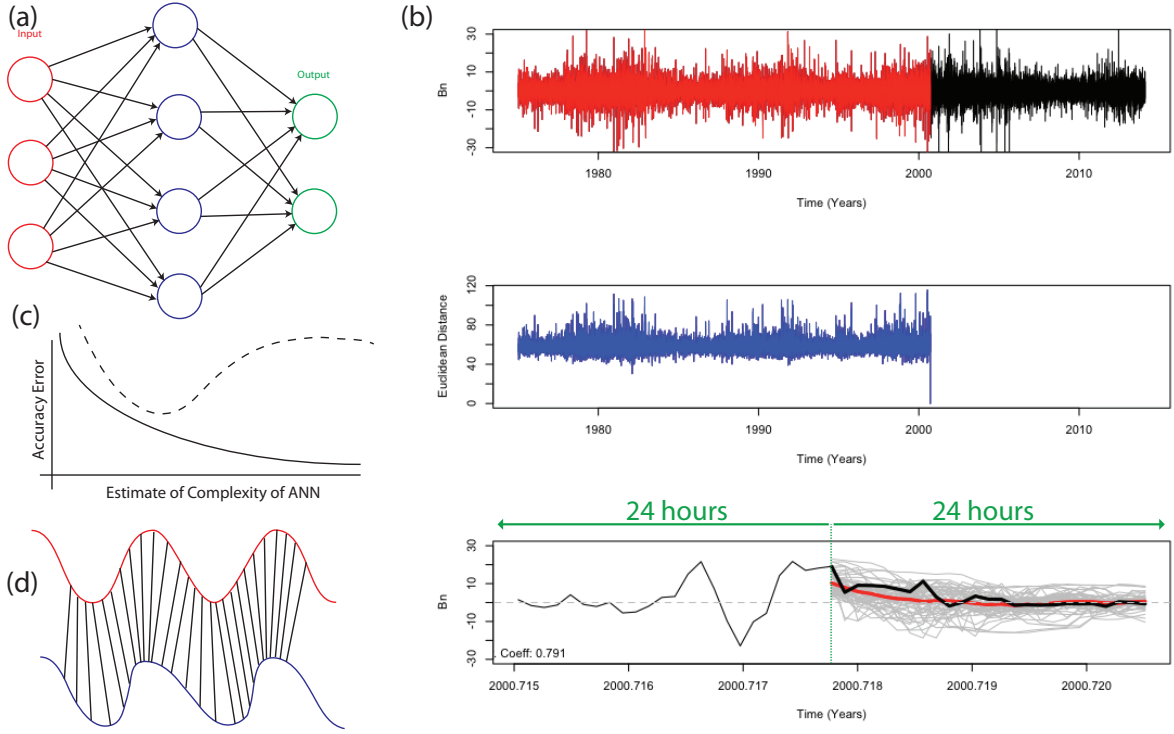 (a)
Input
Output
(b)
30
10
-10
-30
Bn
1980
1990
2000
2010
Time (Years)
120
80
60
40
0
Euclidean Distance
1980
1990
2000
2010
Time (Years)
(c)
Accuracy Error
Estimate of Complexity of ANN
(d)
24 hours
24 hours
30
10
-10
-30
Bn
. Coeff: 0.791
2000.715
2000.716
2000.717
2000.718
2000.719
2000.720
Time (Years)